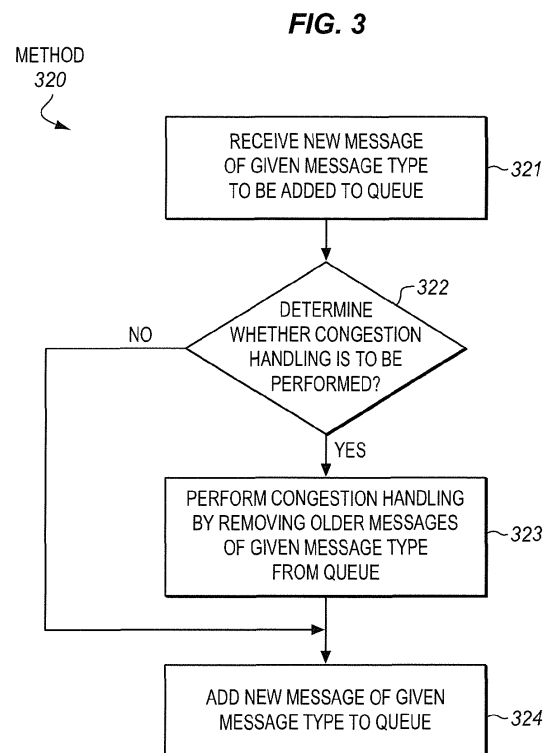 FIG. 3
METHOD
320
RECEIVE NEW MESSAGE
OF GIVEN MESSAGE TYPE
TO BE ADDED TO QUEUE
321
322
DETERMINE
WHETHER CONGESTION
HANDLING IS TO BE
PERFORMED?
NO
YES
PERFORM CONGESTION HANDLING
BY REMOVING OLDER MESSAGES
OF GIVEN MESSAGE TYPE
FROM QUEUE
323
ADD NEW MESSAGE OF GIVEN
MESSAGE TYPE TO QUEUE
324